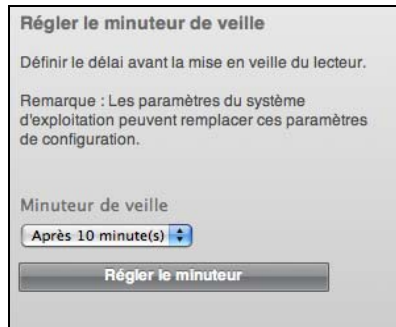 Régler le minuteur de veille
Définir le délai avant la mise en veille du lecteur.
Remarque : Les paramètres du système
d'exploitation peuvent remplacer ces paramètres
de configuration.
Minuteur de veille
Après 10 minute(s)
Régler le minuteur